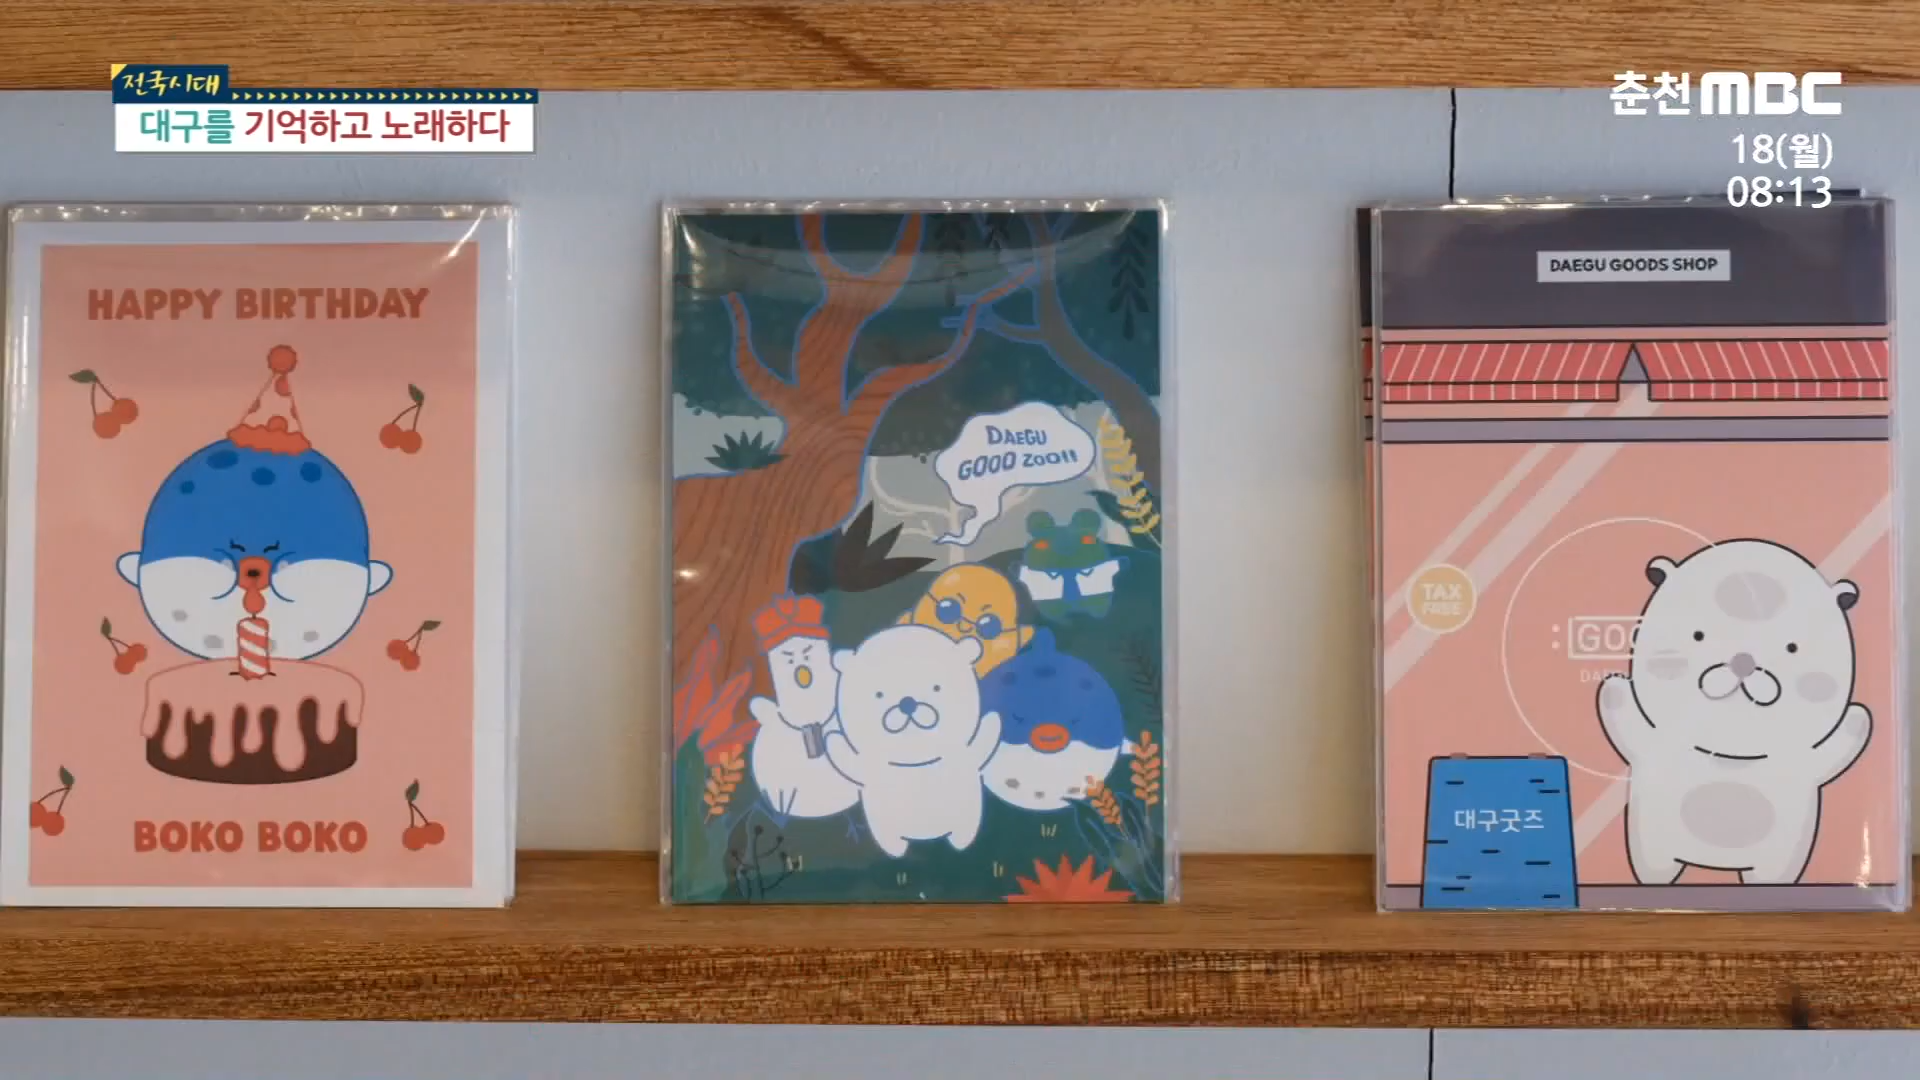 전국시대
대구를 기억하고 노래하다
춘천MBC
18(월)
08:13
HAPPY BIRTHDAY
BOKO BOKO
DAEGU
GOOD ZOO!!
DAEGU GOODS SHOP
TAX
FREE
대구굿즈